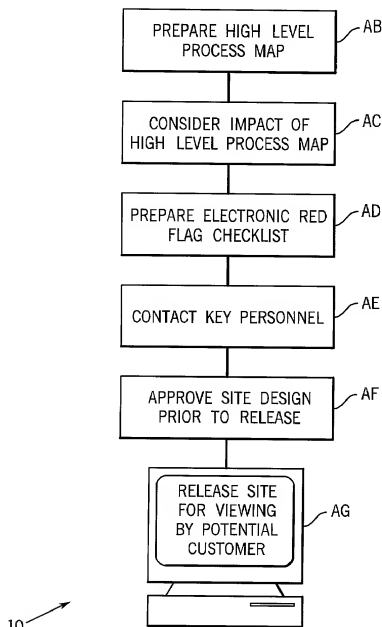 PREPARE HIGH LEVEL
PROCESS MAP
AB
CONSIDER IMPACT OF
HIGH LEVEL PROCESS MAP
AC
PREPARE ELECTRONIC RED
FLAG CHECKLIST
AD
CONTACT KEY PERSONNEL
AE
APPROVE SITE DESIGN
PRIOR TO RELEASE
AF
RELEASE SITE
FOR VIEWING
BY POTENTIAL
CUSTOMER
AG
10